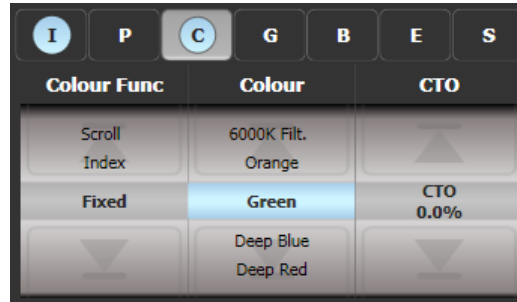 I P C G B E S
Colour Func Colour CTO
Scroll 6000K Filt.
Index Orange
Fixed Green CTO
0.0%
Deep Blue
Deep Red